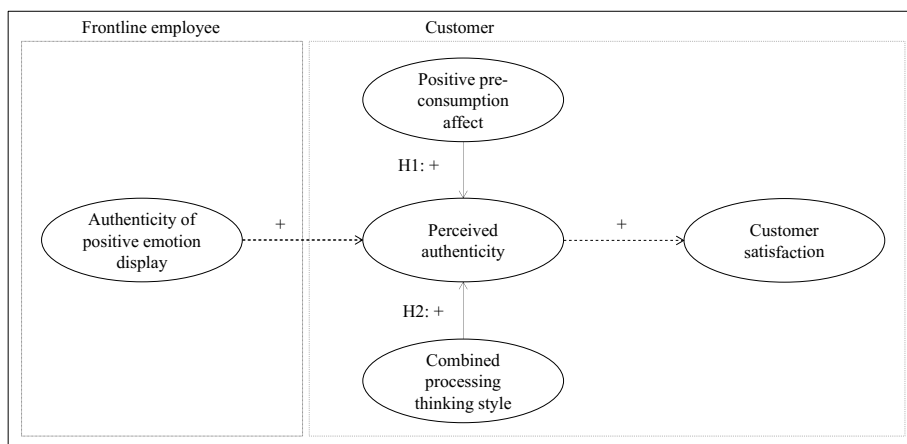 Frontline employee
Customer
Positive pre-
consumption
affect
H1: +
Authenticity of
positive emotion
display
+
Perceived
authenticity
+
Customer
satisfaction
H2: +
Combined
processing
thinking style